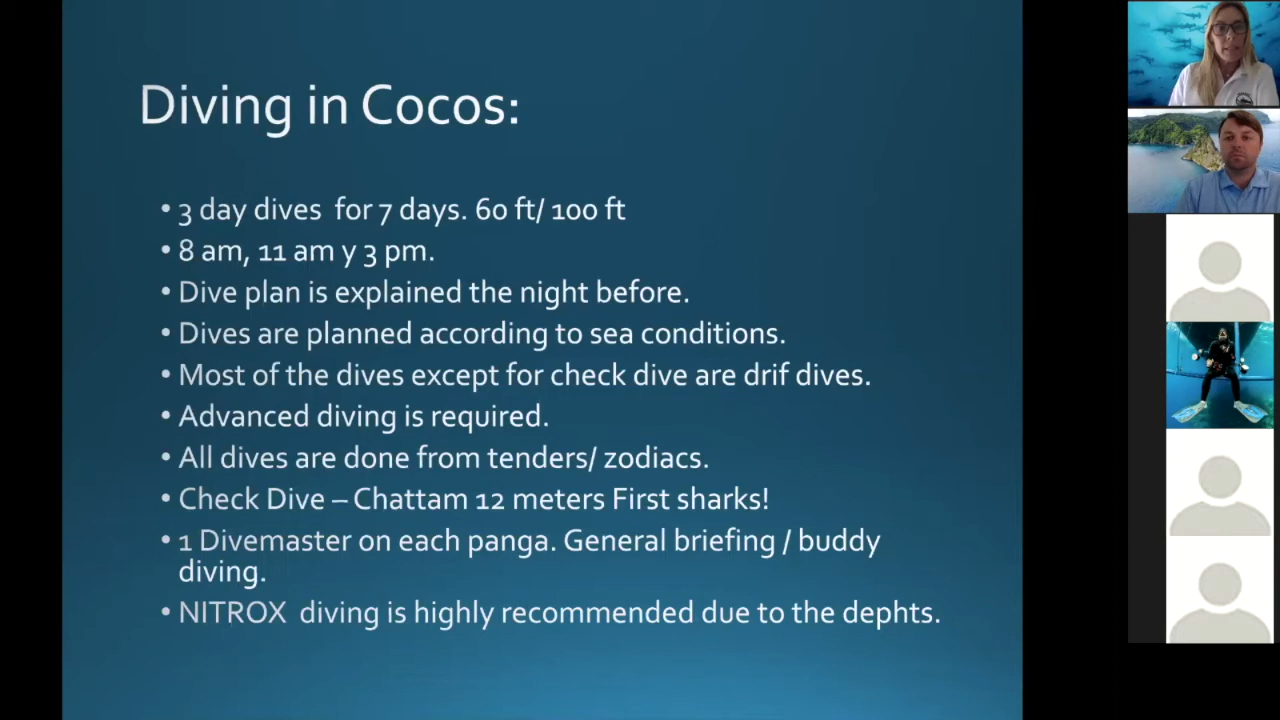 Diving in Cocos:
• 3 day dives  for 7 days. 60 ft/ 100 ft
• 8 am, 11 am y 3 pm.
• Dive plan is explained the night before.
• Dives are planned according to sea conditions.
• Most of the dives except for check dive are drif dives.
• Advanced diving is required.
• All dives are done from tenders/ zodiacs.
• Check Dive – Chattam 12 meters First sharks!
• 1 Divemaster on each panga. General briefing / buddy
diving.
• NITROX  diving is highly recommended due to the dephts.